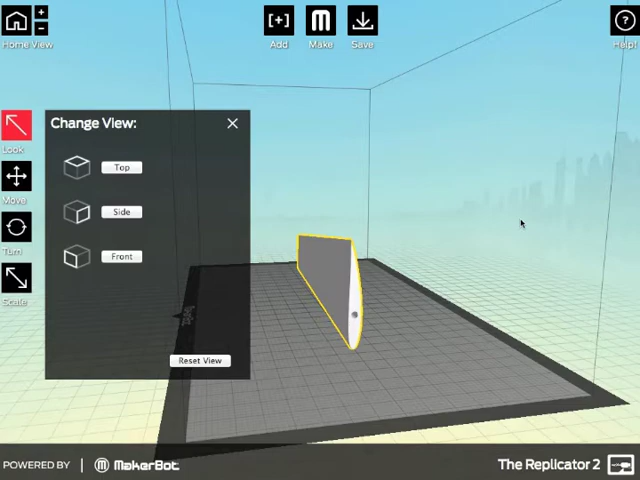 Home View
+
-
[+]
Add
M
Make
Save
?
Help!
Look
Move
Turn
Scale
Change View:
Top
Side
Front
Reset View
POWERED BY | MakerBot
The Replicator 2